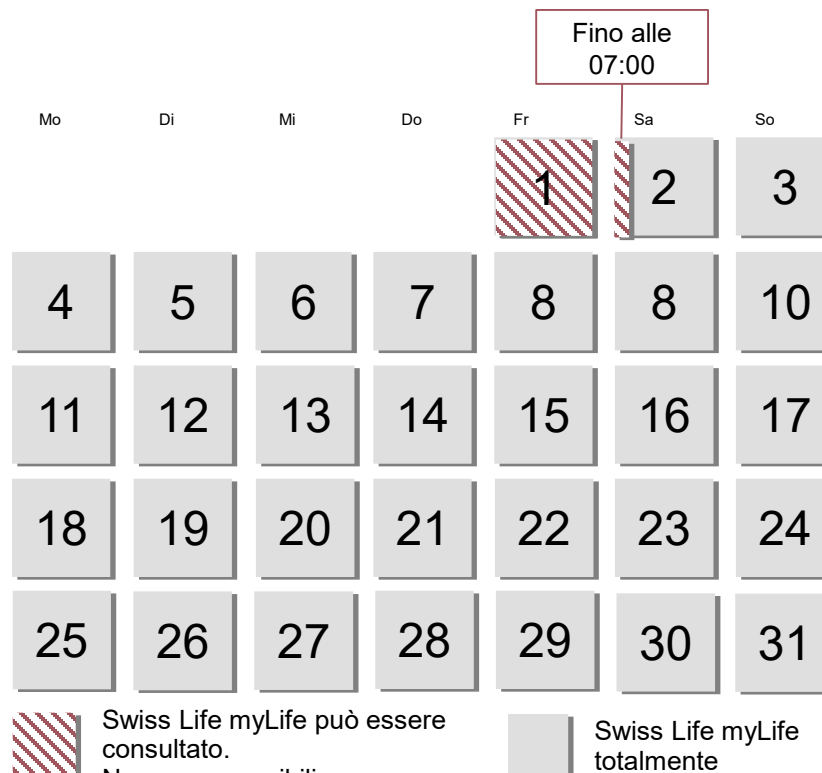 Fino alle
07:00
Mo Di Mi Do Fr Sa So
1 2 3
4 5 6 7 8 8 10
11 12 13 14 15 16 17
18 19 20 21 22 23 24
25 26 27 28 29 30 31
Swiss Life myLife può essere
consultato.
Swiss Life myLife
totalmente